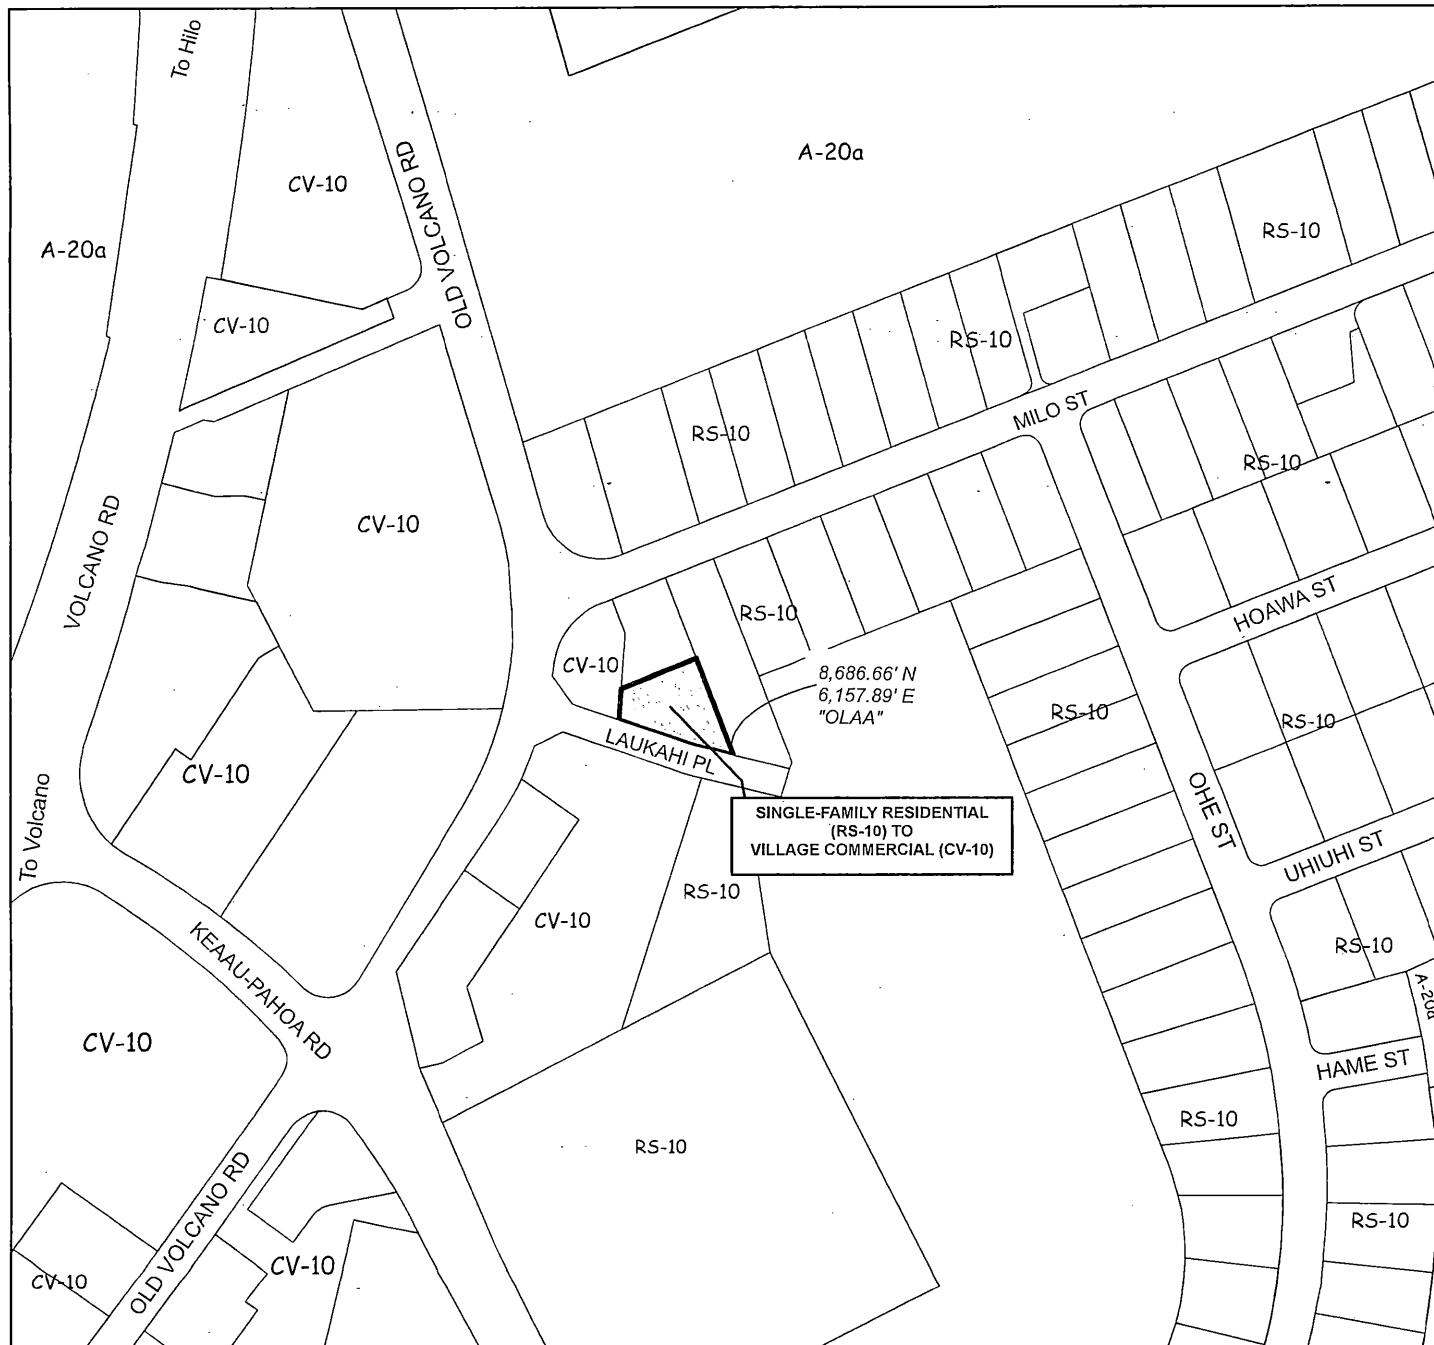 To Hilo
A-20a
CV-10
OLD VOLCANO RD
A-20a
RS-10
CV-10
RS-10
MILO ST
RS-10
RS-10
CV-10
VOLCANO RD
HOAWA ST
RS-10
CV-10
8,686.66' N
6,157.89' E
"OLAA"
RS-10
RS-10
LAUKAHI PL
CV-10
To Volcano
OHE ST
SINGLE-FAMILY RESIDENTIAL
(RS-10) TO
VILLAGE COMMERCIAL (CV-10)
UHIUHI ST
RS-10
CV-10
RS-10
KEAAU-PAHOA RD
A-20a
CV-10
HAME ST
RS-10
RS-10
OLD VOLCANO RD
RS-10
CV-10
CV-10